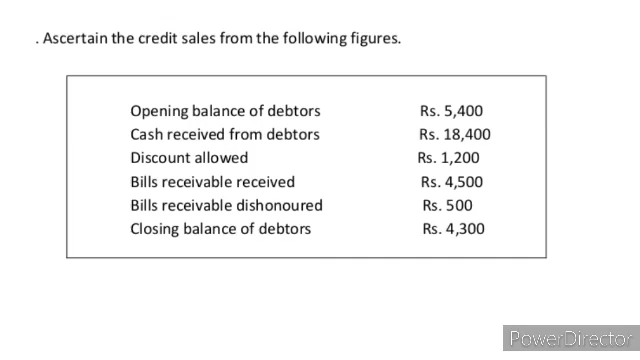 . Ascertain the credit sales from the following figures.
Opening balance of debtors Rs. 5,400
Cash received from debtors Rs. 18,400
Discount allowed Rs. 1,200
Bills receivable received Rs. 4,500
Bills receivable dishonoured Rs. 500
Closing balance of debtors Rs. 4,300
PowerDirector